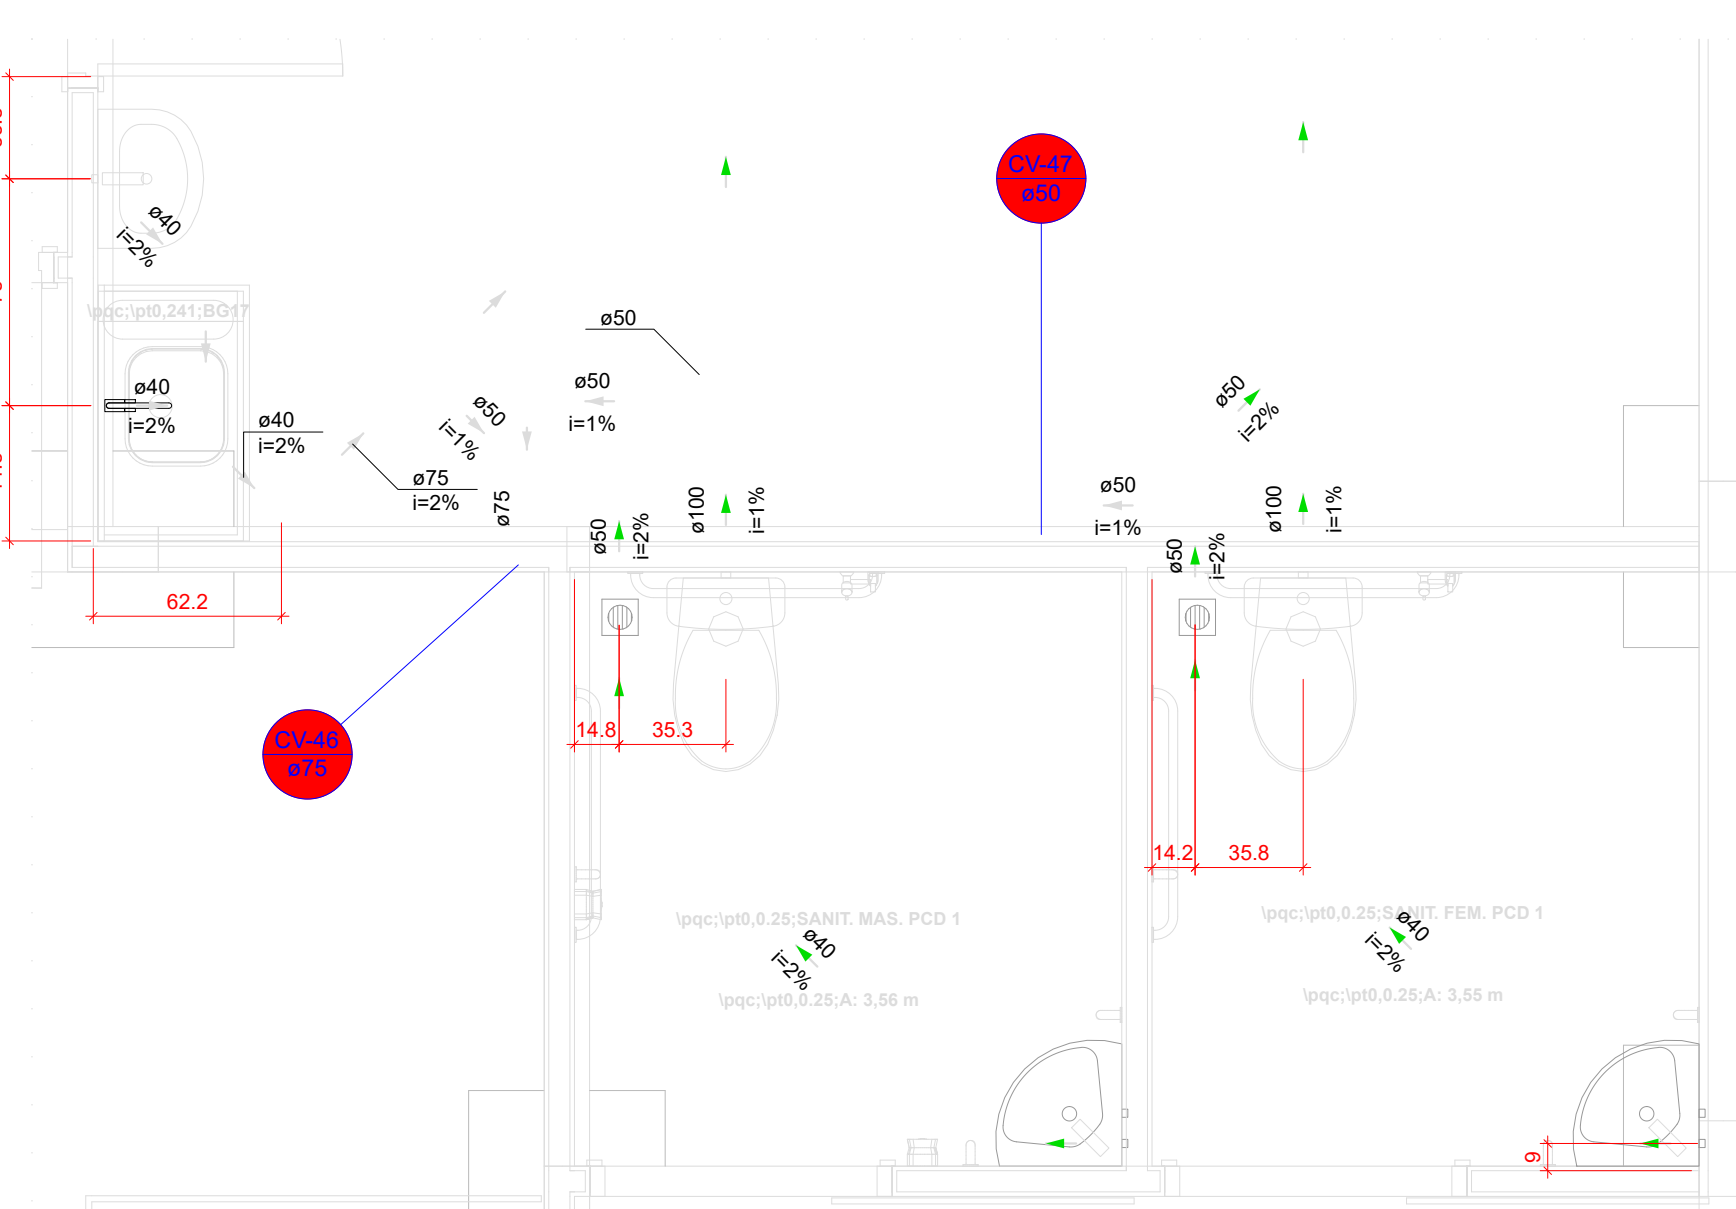 CV-47
ø50
ø40
i=2%
\pqc;\pt0,241;BG17
ø50
ø40
i=2%
ø50
i=1%
ø50
i=1%
ø50
i=2%
ø40
i=2%
ø75
i=2%
ø75
ø50
i=2%
ø100
i=1%
ø50
i=1%
ø50
i=2%
ø100
i=1%
62.2
14.8
35.3
CV-46
ø75
14.2
35.8
\pqc;\pt0,0.25;SANIT. MAS. PCD 1
ø40
i=2%
\pqc;\pt0,0.25;A: 3,56 m
\pqc;\pt0,0.25;SANIT. FEM. PCD 1
ø40
i=2%
\pqc;\pt0,0.25;A: 3,55 m
9